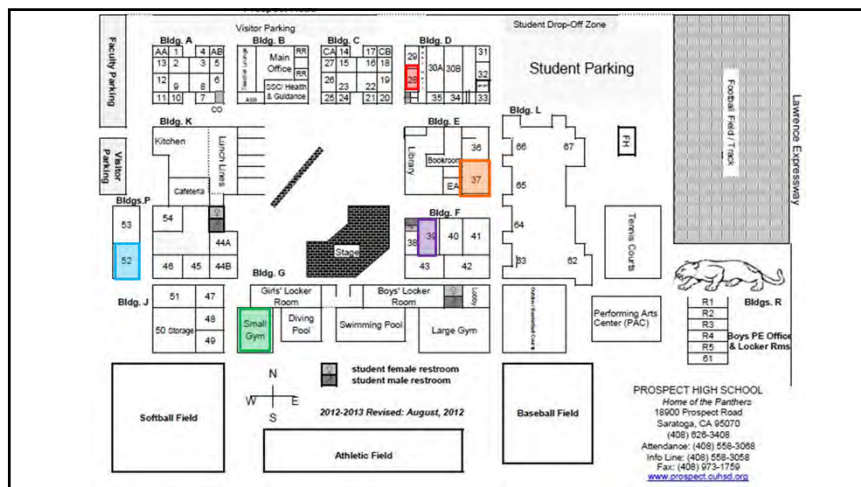 Visitor Parking
Student Drop-Off Zone
Faculty Parking
Bldg. A
AA 1 4 AB
13 2 3 5
12 9 8 6
11 10 7
CO
Bldg. B
Main
Office
RR
RR
SSC/ Health
& Guidance
Bldg. C
CA 14 17 CB
27 15 16 18
26 23 22 19
25 24 21 20
Bldg. D
29
28
30A 30B
31
32
35 34 33
Student Parking
Football Field / Track
Lawrence Expressway
Visitor
Parking
Bldg. K
Kitchen
Lunch Lines
Cafeteria
Bldg. E
Library
36
Bookroom
EA
37
Bldg. L
66 67
65
64
63 62
FH
Bldgs.P
53
52
54
44A
46 45 44B
Stage
Bldg. F
38 39 40 41
43 42
Tennis Courts
Bldg. J
51 47
50 Storage 48
49
Bldg. G
Girls' Locker
Room
Boys' Locker
Room
Lobby
Small
Gym
Diving
Pool
Swimming Pool
Large Gym
Performing Arts
Center (PAC)
Bldgs. R
R1
R2
R3
R4
R5
61
Boys PE Office
& Locker Rms
student female restroom
student male restroom
N
W E
S
2012-2013 Revised: August, 2012
Softball Field
Athletic Field
Baseball Field
PROSPECT HIGH SCHOOL
Home of the Panthers
18900 Prospect Road
Saratoga, CA 95070
(408) 626-3408
Attendance: (408) 558-3068
Info Line: (408) 558-3058
Fax: (408) 973-1759
www.prospect.cuhsd.org